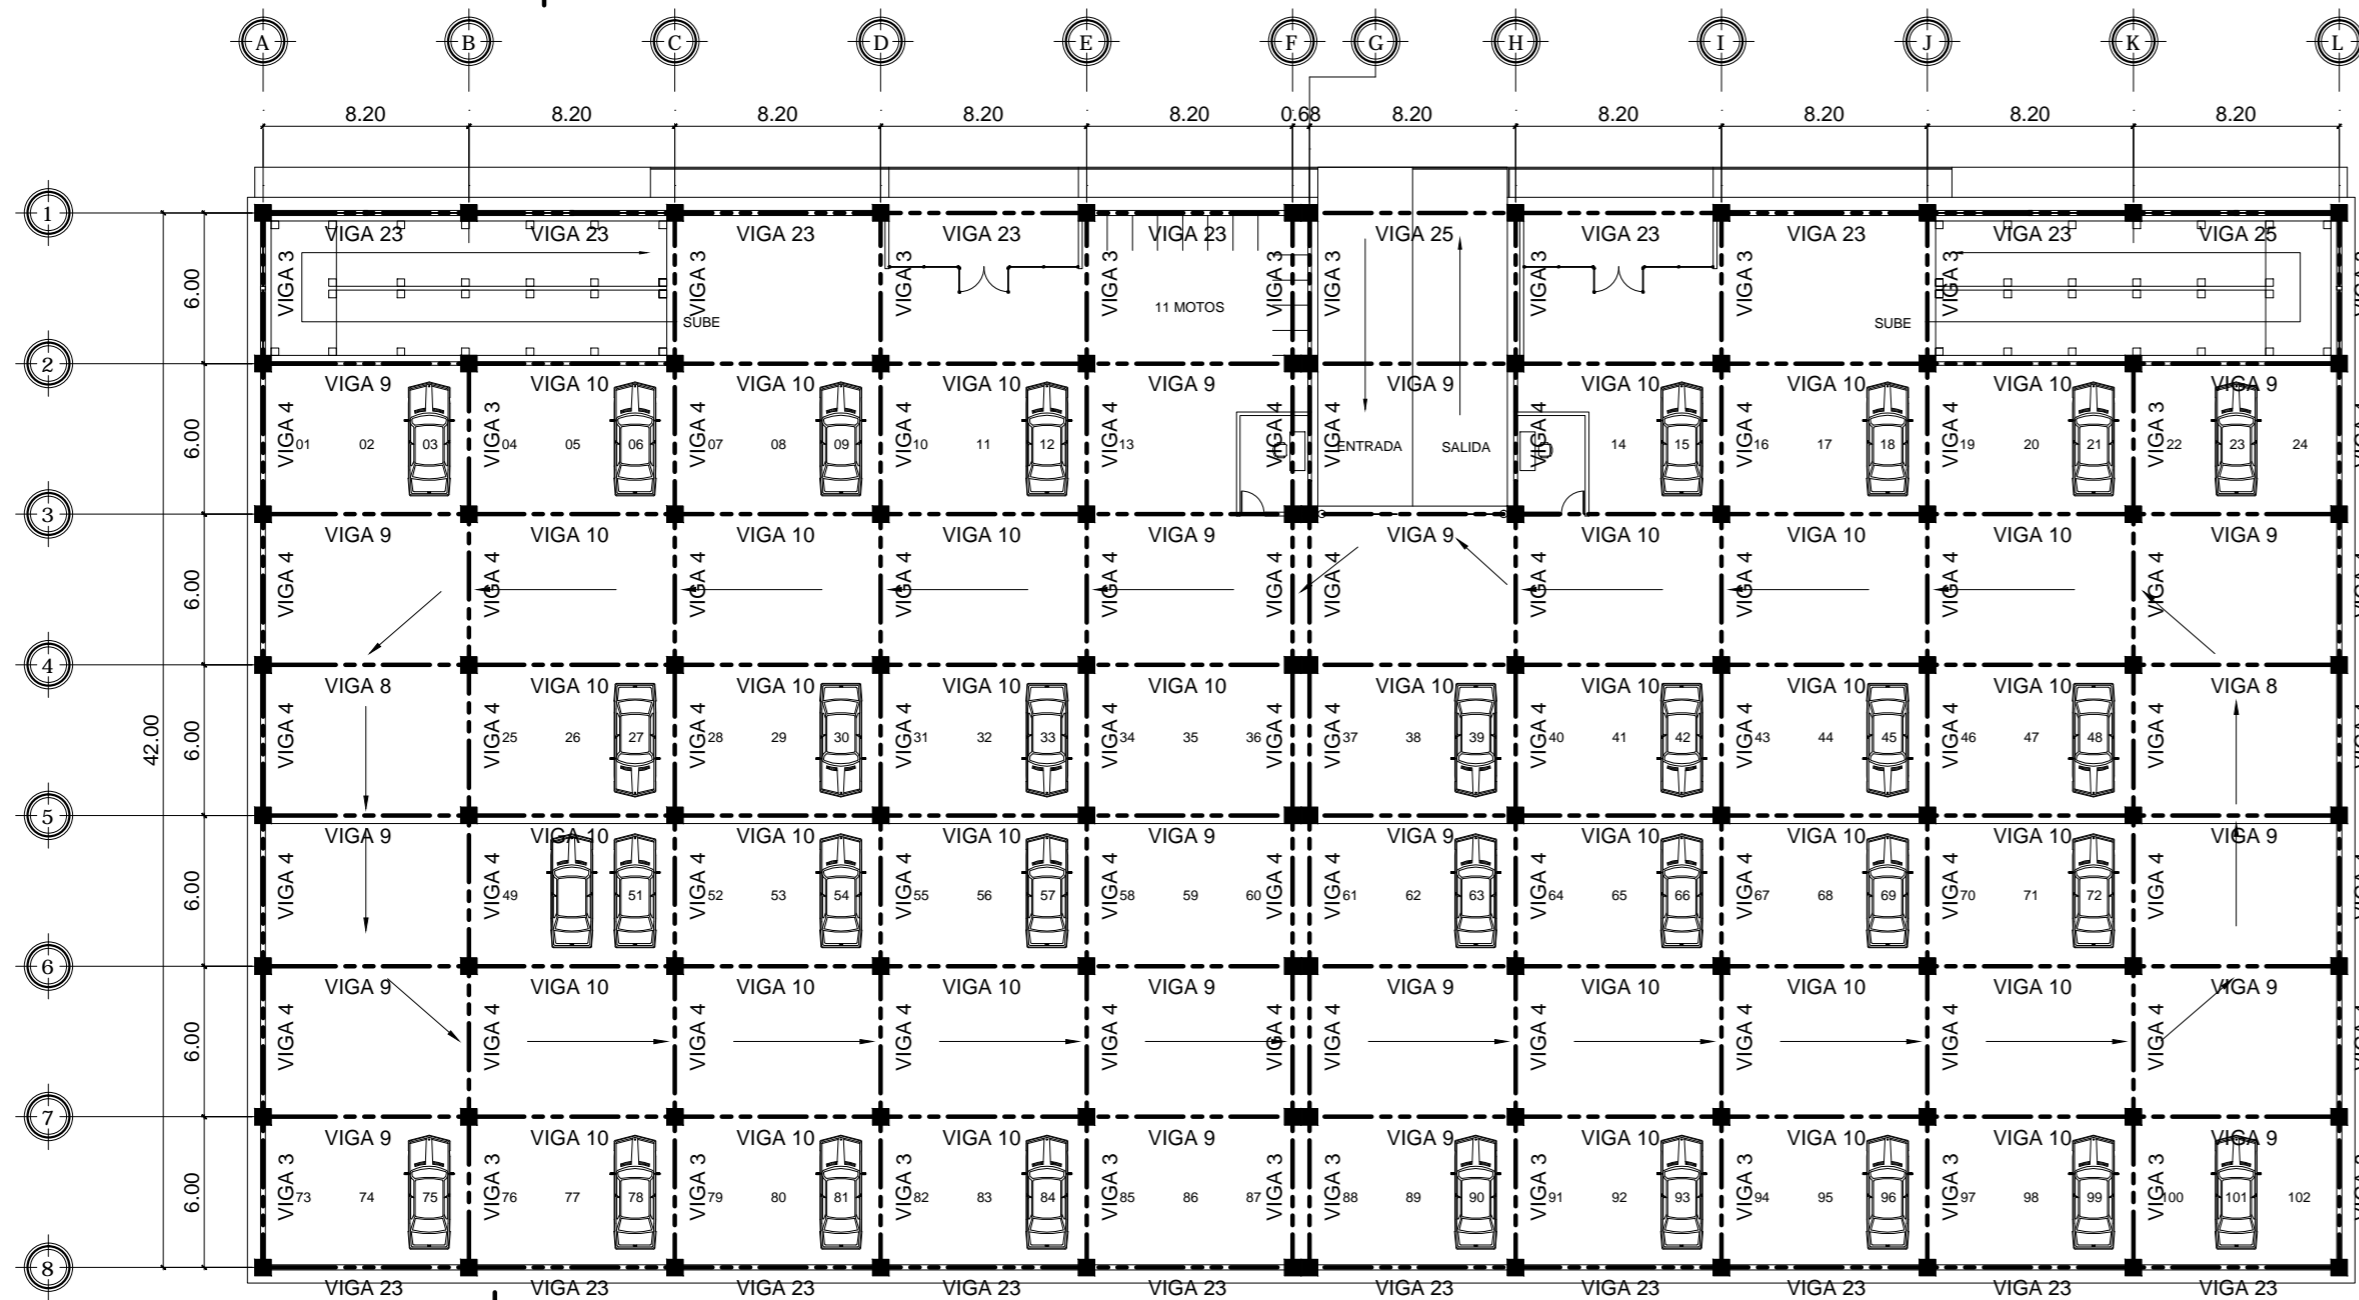 A B C D E F G H I J K L
8.20 8.20 8.20 8.20 8.20 0.68 8.20 8.20 8.20 8.20 8.20
1
VIGA 23 VIGA 23 VIGA 23 VIGA 23 VIGA 23 VIGA 25 VIGA 23 VIGA 23 VIGA 23 VIGA 25
6.00 VIGA 3 VIGA 3 VIGA 3 VIGA 3 VIGA 3 VIGA 3 VIGA 3 VIGA 3 VIGA 3
11 MOTOS
SUBE SUBE
2
VIGA 9 VIGA 10 VIGA 10 VIGA 10 VIGA 9 VIGA 9 VIGA 10 VIGA 10 VIGA 10 VIGA 9
6.00 VIGA 4 VIGA 3 VIGA 4 VIGA 4 VIGA 4 VIGA 4 VIGA 4 VIGA 4 VIGA 4 VIGA 3 VIGA 4
01 02 03 04 05 06 07 08 09 10 11 12 13 ENTRADA SALIDA 14 15 16 17 18 19 20 21 22 23 24
3
VIGA 9 VIGA 10 VIGA 10 VIGA 10 VIGA 9 VIGA 9 VIGA 10 VIGA 10 VIGA 10 VIGA 9
6.00 VIGA 4 VIGA 4 VIGA 4 VIGA 4 VIGA 4 VIGA 4 VIGA 4 VIGA 4 VIGA 4 VIGA 4 VIGA 4
4
VIGA 8 VIGA 10 VIGA 10 VIGA 10 VIGA 10 VIGA 10 VIGA 10 VIGA 10 VIGA 10 VIGA 8
42.00 6.00 VIGA 4 VIGA 4 VIGA 4 VIGA 4 VIGA 4 VIGA 4 VIGA 4 VIGA 4 VIGA 4 VIGA 4 VIGA 4
25 26 27 28 29 30 31 32 33 34 35 36 37 38 39 40 41 42 43 44 45 46 47 48
5
VIGA 9 VIGA 10 VIGA 10 VIGA 10 VIGA 9 VIGA 9 VIGA 10 VIGA 10 VIGA 10 VIGA 9
6.00 VIGA 4 VIGA 4 VIGA 4 VIGA 4 VIGA 4 VIGA 4 VIGA 4 VIGA 4 VIGA 4 VIGA 4 VIGA 4
49 51 52 53 54 55 56 57 58 59 60 61 62 63 64 65 66 67 68 69 70 71 72
6
VIGA 9 VIGA 10 VIGA 10 VIGA 10 VIGA 9 VIGA 9 VIGA 10 VIGA 10 VIGA 10 VIGA 9
6.00 VIGA 4 VIGA 4 VIGA 4 VIGA 4 VIGA 4 VIGA 4 VIGA 4 VIGA 4 VIGA 4 VIGA 4 VIGA 4
7
VIGA 9 VIGA 10 VIGA 10 VIGA 10 VIGA 9 VIGA 9 VIGA 10 VIGA 10 VIGA 10 VIGA 9
6.00 VIGA 3 VIGA 3 VIGA 3 VIGA 3 VIGA 3 VIGA 3 VIGA 3 VIGA 3 VIGA 3 VIGA 3 VIGA 3
73 74 75 76 77 78 79 80 81 82 83 84 85 86 87 88 89 90 91 92 93 94 95 96 97 98 99 100 101 102
8
VIGA 23 VIGA 23 VIGA 23 VIGA 23 VIGA 23 VIGA 23 VIGA 23 VIGA 23 VIGA 23 VIGA 23